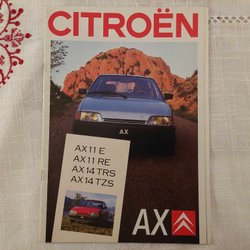 CITROËN
AX
AX 11 E
AX 11 RE
AX 14 TRS
AX 14 TZS
AX